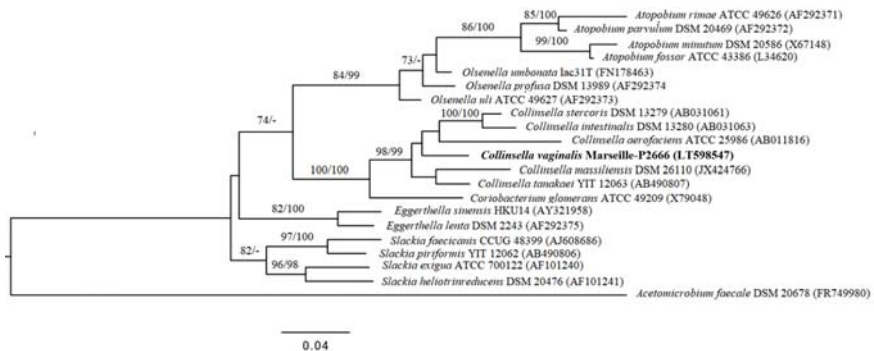 85/100
Atopobium rimae ATCC 49626 (AF292371)
86/100
Atopobium parvulum DSM 20469 (AF292372)
99/100
Atopobium minutum DSM 20586 (X67148)
73/-
Atopobium fossor ATCC 43386 (L34620)
84/99
Olsenella umbonata lac31T (FN178463)
Olsenella profusa DSM 13989 (AF292374
Olsenella uli ATCC 49627 (AF292373)
100/100
Collinsella stercoris DSM 13279 (AB031061)
74/-
Collinsella intestinalis DSM 13280 (AB031063)
Collinsella aerofaciens ATCC 25986 (AB011816)
98/99
Collinsella vaginalis Marseille-P2666 (LT598547)
100/100
Collinsella massiliensis DSM 26110 (JX424766)
Collinsella tanakaei YIT 12063 (AB490807)
Coriobacterium glomerans ATCC 49209 (X79048)
82/100
Eggerthella sinensis HKU14 (AY321958)
Eggerthella lenta DSM 2243 (AF292375)
97/100
Slackia faecicanis CCUG 48399 (AJ608686)
82/-
Slackia piriformis YIT 12062 (AB490806)
96/98
Slackia exigua ATCC 700122 (AF101240)
Slackia heliotrinreducens DSM 20476 (AF101241)
Acetomicrobium faecale DSM 20678 (FR749980)
0.04